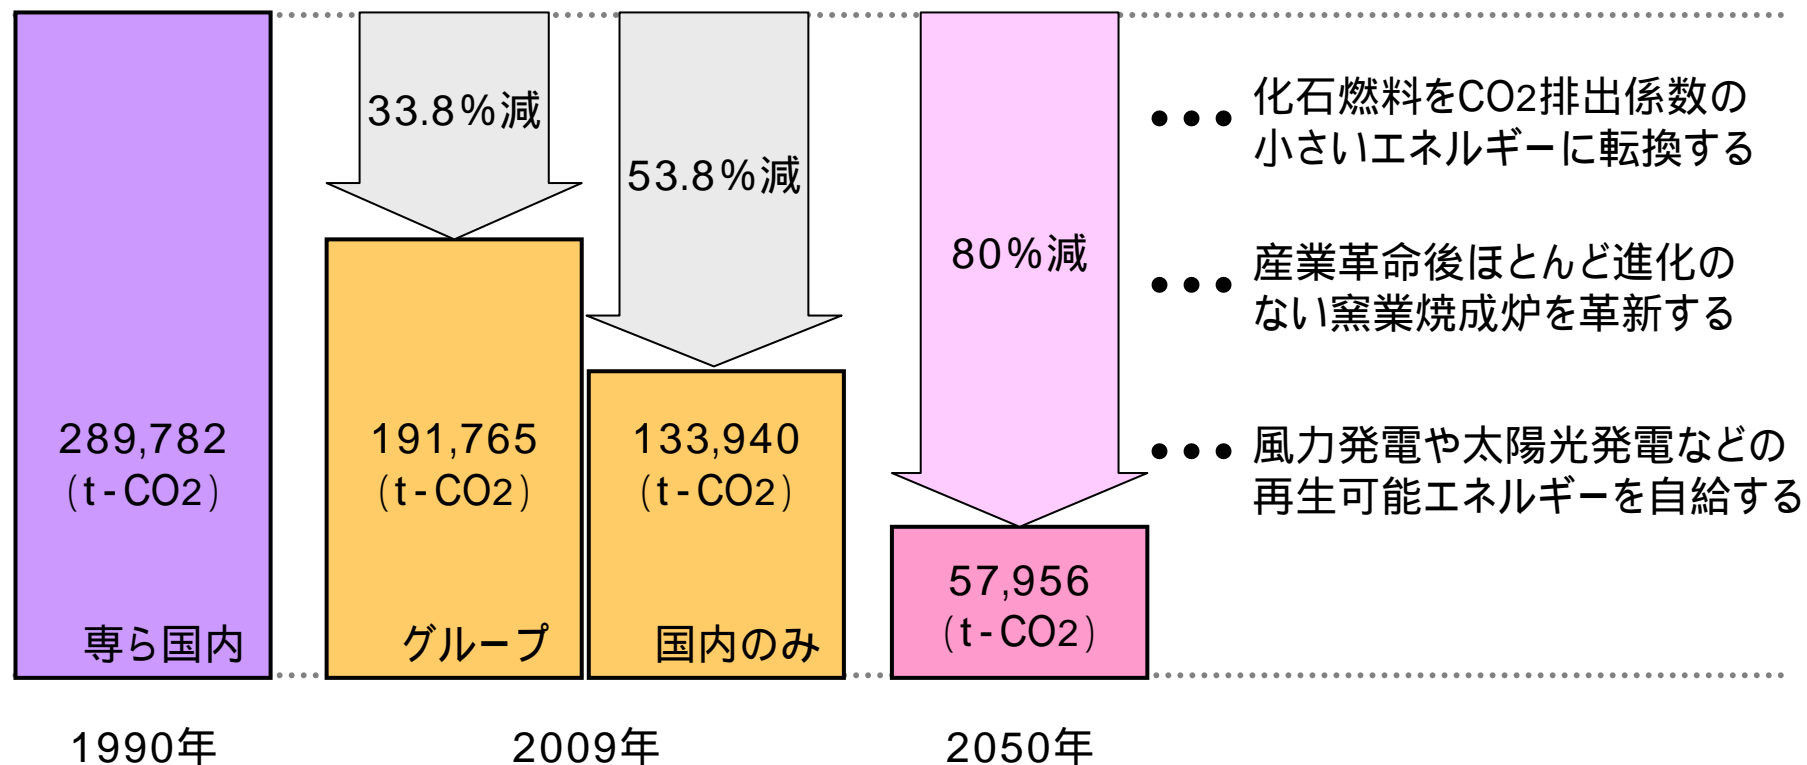 33.8%減
53.8%減
80%減
・・・ 化石燃料をCO2排出係数の
小さいエネルギーに転換する
・・・ 産業革命後ほとんど進化の
ない窯業焼成炉を革新する
・・・ 風力発電や太陽光発電などの
再生可能エネルギーを自給する
289,782
(t-CO2)
専ら国内
191,765
(t-CO2)
グループ
133,940
(t-CO2)
国内のみ
57,956
(t-CO2)
1990年
2009年
2050年